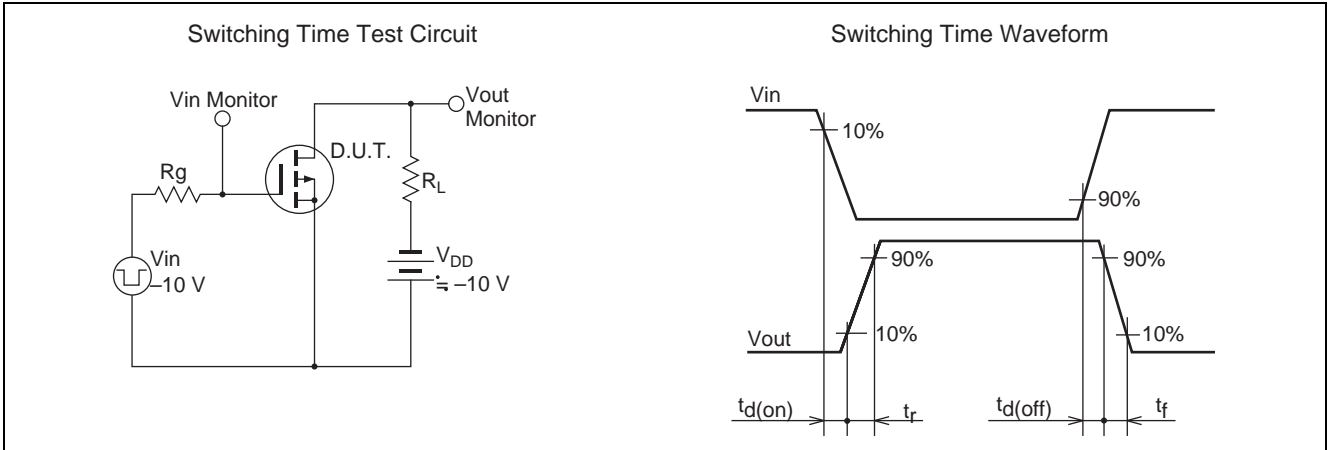 Switching Time Test Circuit
Vin Monitor
Vout
Monitor
D.U.T.
Rg
RL
Vin
–10 V
VDD
≒ –10 V
Switching Time Waveform
Vin
10%
90%
90%
90%
Vout
10%
10%
td(on)
tr
td(off)
tf